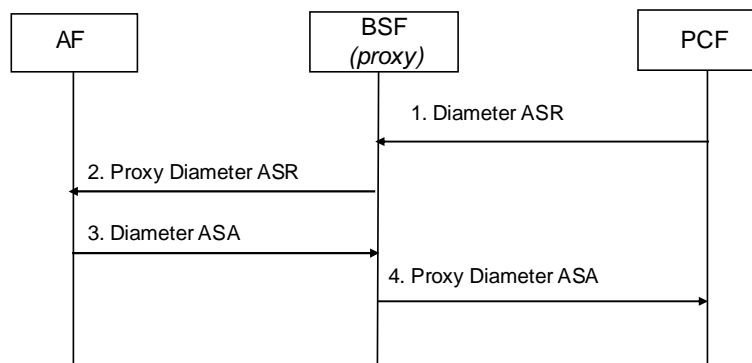 AF
BSF
(proxy)
PCF
1. Diameter ASR
2. Proxy Diameter ASR
3. Diameter ASA
4. Proxy Diameter ASA